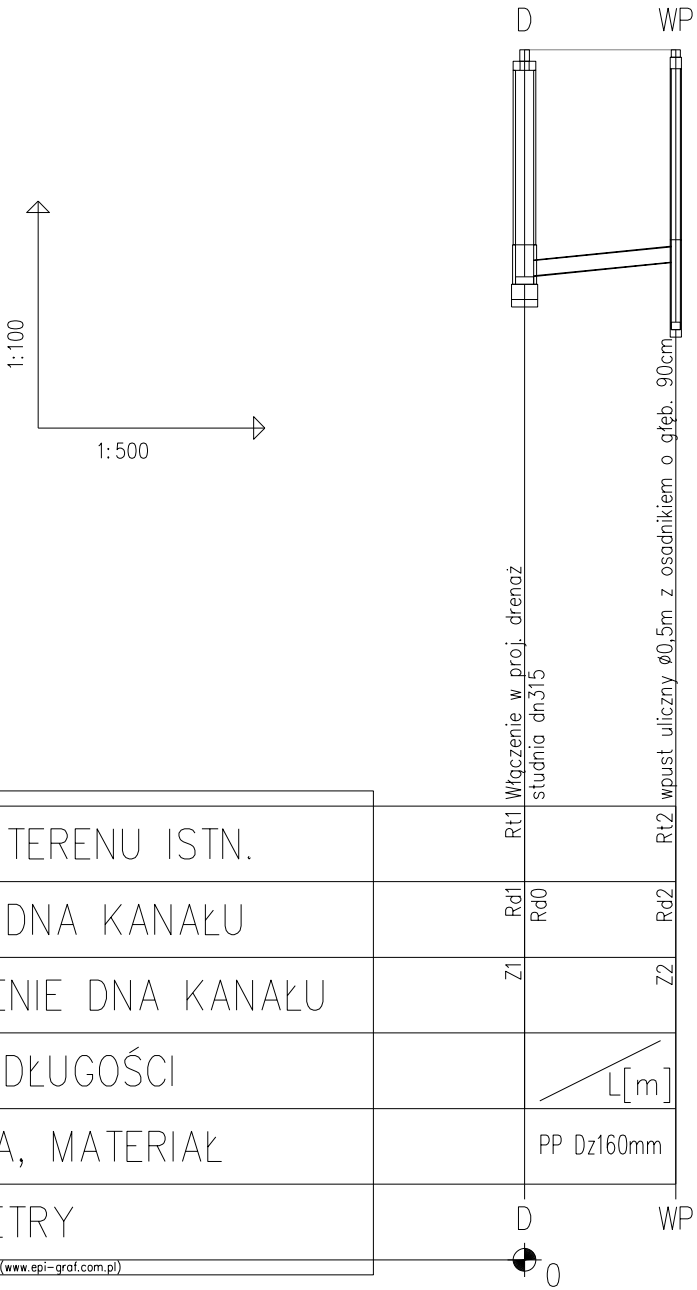 D
WP
1:100
1:500
Włączenie w proj. drenaż
studnia dn315
wpust uliczny ø0,5m z osadnikiem o głęb. 90cm
TERENU ISTN.
Rt1
Rt2
DNA KANAŁU
Rd1
Rd0
Rd2
ENIE DNA KANAŁU
Z1
Z2
DŁUGOŚCI
L[m]
A, MATERIAŁ
PP Dz160mm
ETRY
D
WP
(www.epi-graf.com.pl)
0